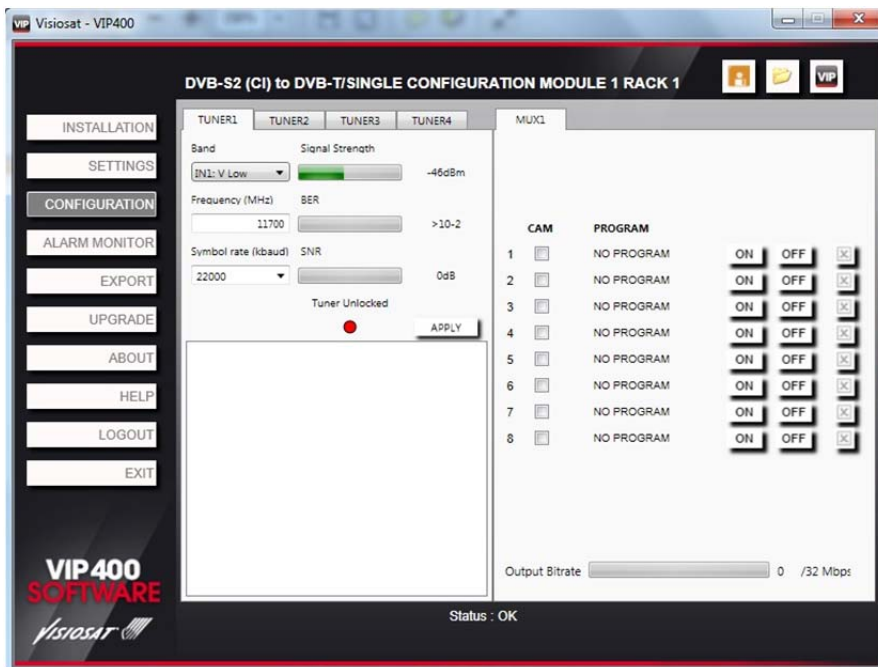 VIP Visiosat - VIP400
DVB-S2 (CI) to DVB-T/SINGLE CONFIGURATION MODULE 1 RACK 1
VIP
INSTALLATION
SETTINGS
CONFIGURATION
ALARM MONITOR
EXPORT
UPGRADE
ABOUT
HELP
LOGOUT
EXIT
VIP400
SOFTWARE
VISIOSAT
TUNER1 TUNER2 TUNER3 TUNER4
Band Signal Strength
IN1: V Low -46dBm
Frequency (MHz) BER
11700 >10-2
Symbol rate (kbaud) SNR
22000 0dB
Tuner Unlocked
APPLY
MUX1
CAM PROGRAM
1 NO PROGRAM ON OFF X
2 NO PROGRAM ON OFF X
3 NO PROGRAM ON OFF X
4 NO PROGRAM ON OFF X
5 NO PROGRAM ON OFF X
6 NO PROGRAM ON OFF X
7 NO PROGRAM ON OFF X
8 NO PROGRAM ON OFF X
Output Bitrate 0 /32 Mbps
Status : OK